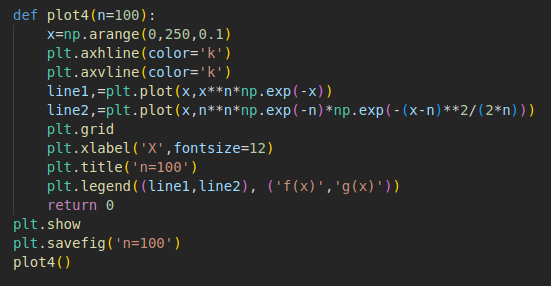 def plot4(n=100):
    x=np.arange(0,250,0.1)
    plt.axhline(color='k')
    plt.axvline(color='k')
    line1,=plt.plot(x,x**n*np.exp(-x))
    line2,=plt.plot(x,n**n*np.exp(-n)*np.exp(-(x-n)**2/(2*n)))
    plt.grid
    plt.xlabel('X',fontsize=12)
    plt.title('n=100')
    plt.legend((line1,line2), ('f(x)','g(x)'))
    return 0
plt.show
plt.savefig('n=100')
plot4()